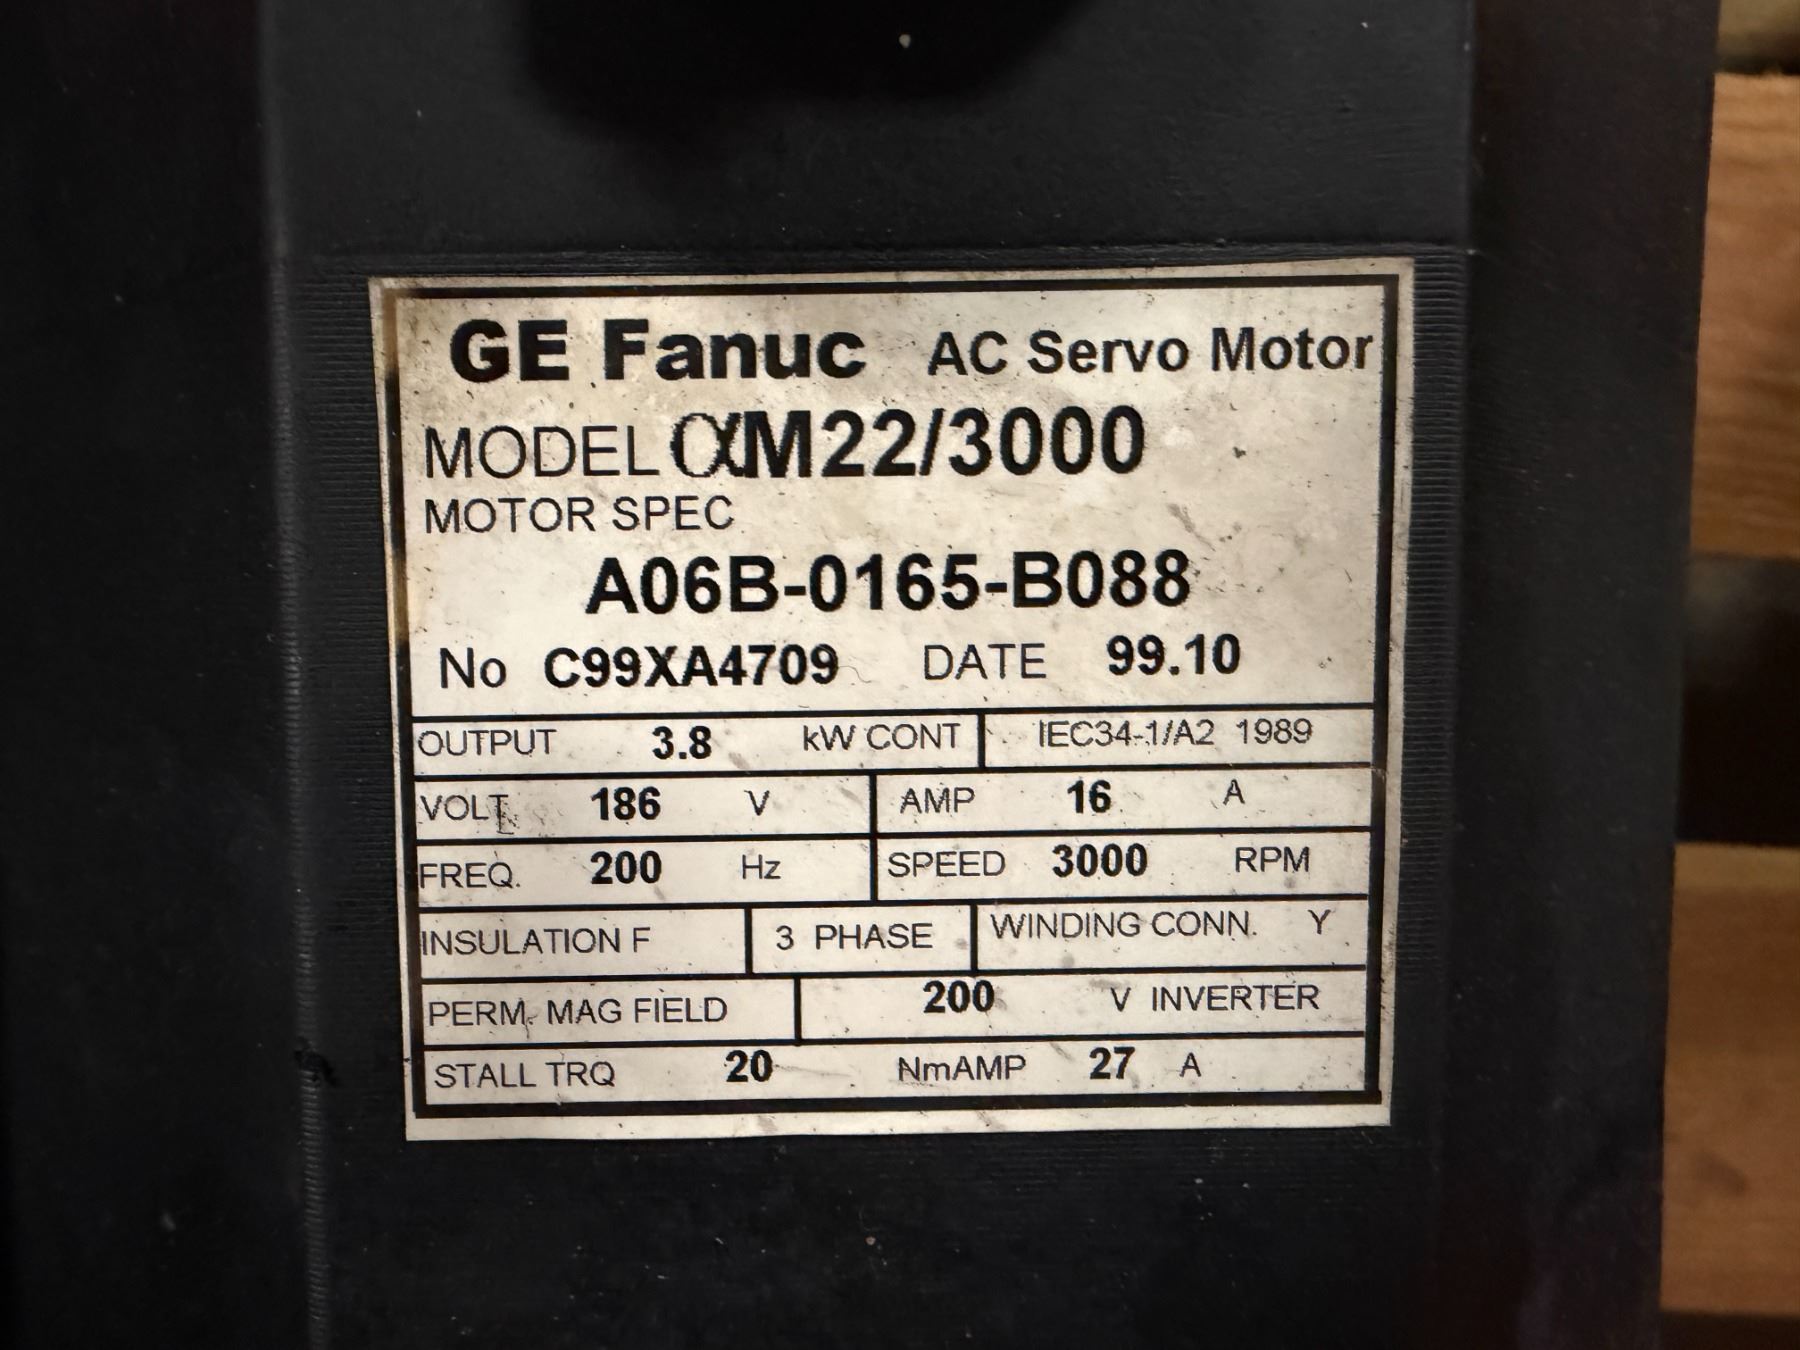 GE Fanuc AC Servo Motor
MODEL αM22/3000
MOTOR SPEC
A06B-0165-B088
No C99XA4709 DATE 99.10
OUTPUT 3.8 kW CONT IEC34-1/A2 1989
VOLT 186 V AMP 16 A
FREQ. 200 Hz SPEED 3000 RPM
INSULATION F 3 PHASE WINDING CONN. Y
PERM. MAG FIELD 200 V INVERTER
STALL TRQ 20 NmAMP 27 A